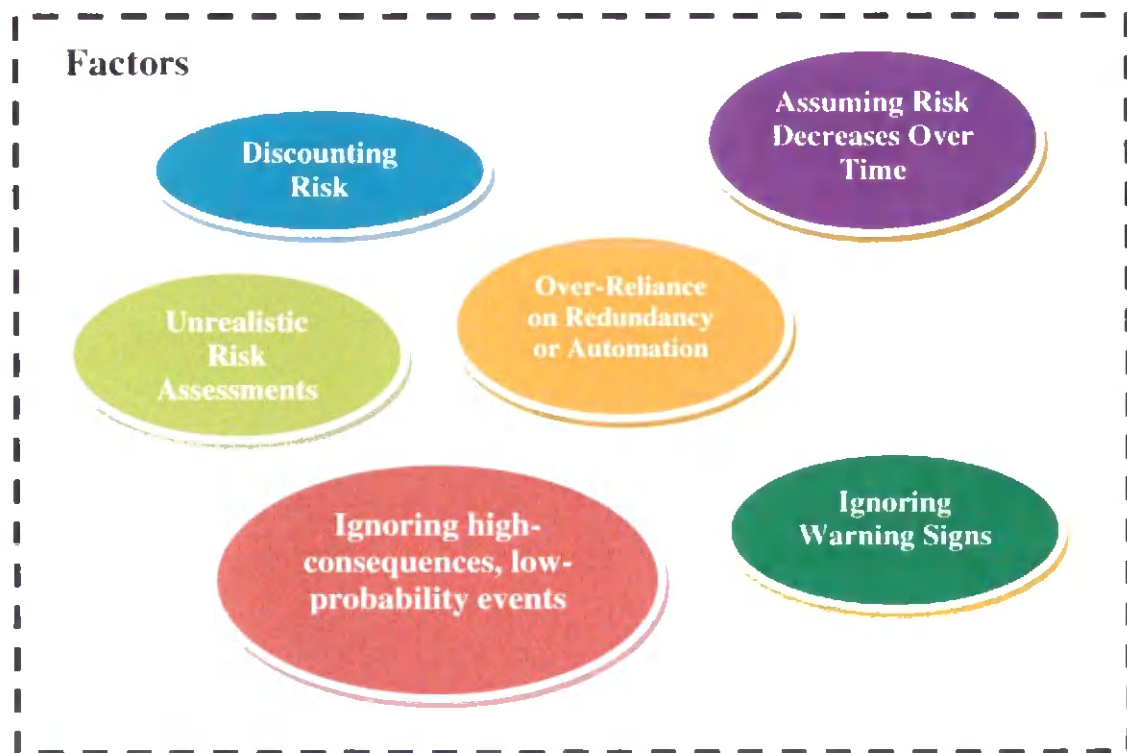 Factors
Discounting
Risk
Assuming Risk
Decreases Over
Time
Unrealistic
Risk
Assessments
Over-Reliance
on Redundancy
or Automation
Ignoring high-
consequences, low-
probability events
Ignoring
Warning Signs